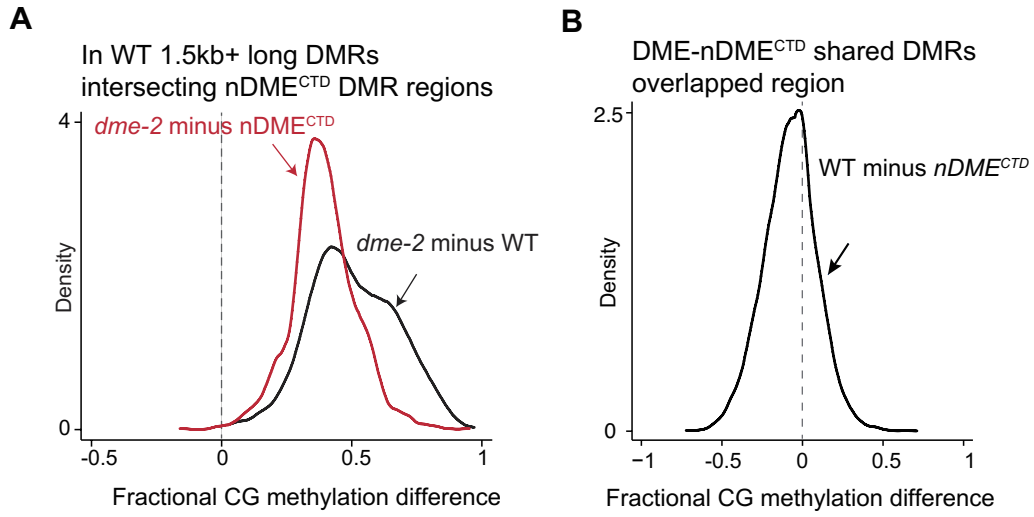 A
In WT 1.5kb+ long DMRs
intersecting nDME^CTD DMR regions
4
dme-2 minus nDME^CTD
dme-2 minus WT
Density
0
-0.5
0
0.5
1
Fractional CG methylation difference
B
DME-nDME^CTD shared DMRs
overlapped region
2.5
WT minus nDME^CTD
Density
0
−1
-0.5
0
0.5
1
Fractional CG methylation difference